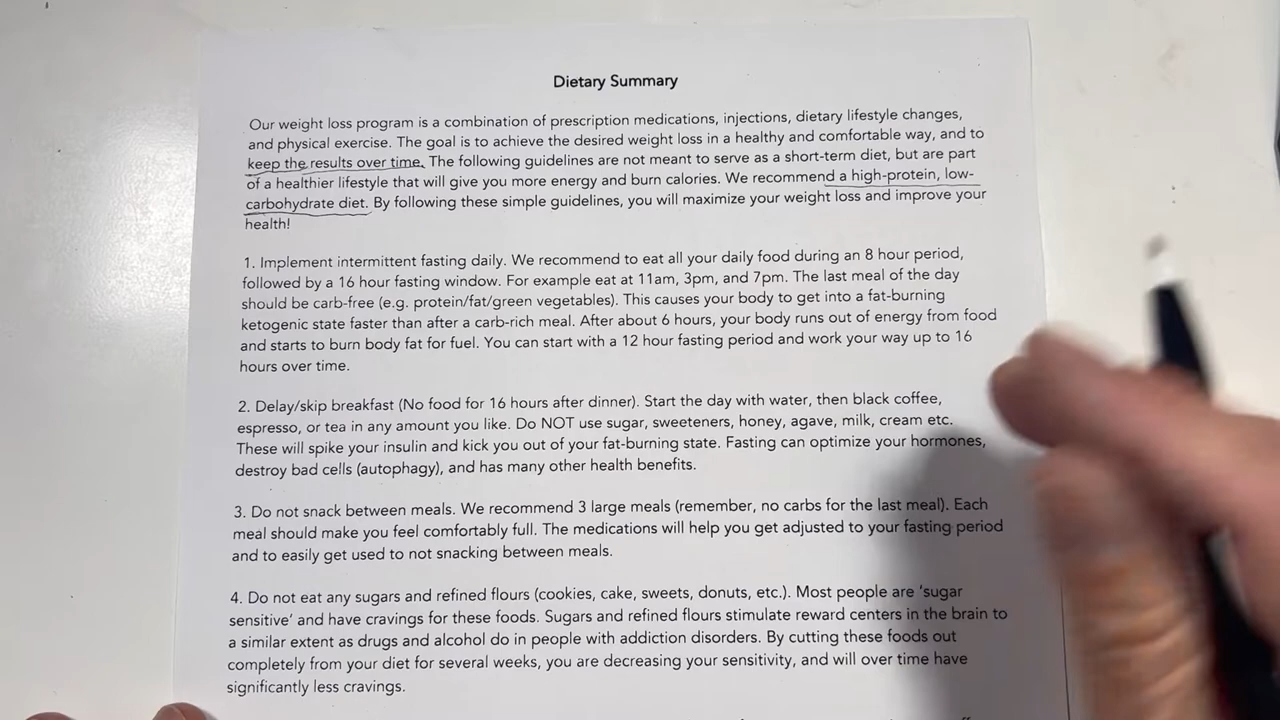 Dietary Summary
Our weight loss program is a combination of prescription medications, injections, dietary lifestyle changes,
and physical exercise. The goal is to achieve the desired weight loss in a healthy and comfortable way, and to
keep the results over time. The following guidelines are not meant to serve as a short-term diet, but are part
of a healthier lifestyle that will give you more energy and burn calories. We recommend a high-protein, low-
carbohydrate diet. By following these simple guidelines, you will maximize your weight loss and improve your
health!
1. Implement intermittent fasting daily. We recommend to eat all your daily food during an 8 hour period,
followed by a 16 hour fasting window. For example eat at 11am, 3pm, and 7pm. The last meal of the day
should be carb-free (e.g. protein/fat/green vegetables). This causes your body to get into a fat-burning
ketogenic state faster than after a carb-rich meal. After about 6 hours, your body runs out of energy from food
and starts to burn body fat for fuel. You can start with a 12 hour fasting period and work your way up to 16
hours over time.
2. Delay/skip breakfast (No food for 16 hours after dinner). Start the day with water, then black coffee,
espresso, or tea in any amount you like. Do NOT use sugar, sweeteners, honey, agave, milk, cream etc.
These will spike your insulin and kick you out of your fat-burning state. Fasting can optimize your hormones,
destroy bad cells (autophagy), and has many other health benefits.
3. Do not snack between meals. We recommend 3 large meals (remember, no carbs for the last meal). Each
meal should make you feel comfortably full. The medications will help you get adjusted to your fasting period
and to easily get used to not snacking between meals.
4. Do not eat any sugars and refined flours (cookies, cake, sweets, donuts, etc.). Most people are ‘sugar
sensitive’ and have cravings for these foods. Sugars and refined flours stimulate reward centers in the brain to
a similar extent as drugs and alcohol do in people with addiction disorders. By cutting these foods out
completely from your diet for several weeks, you are decreasing your sensitivity, and will over time have
significantly less cravings.